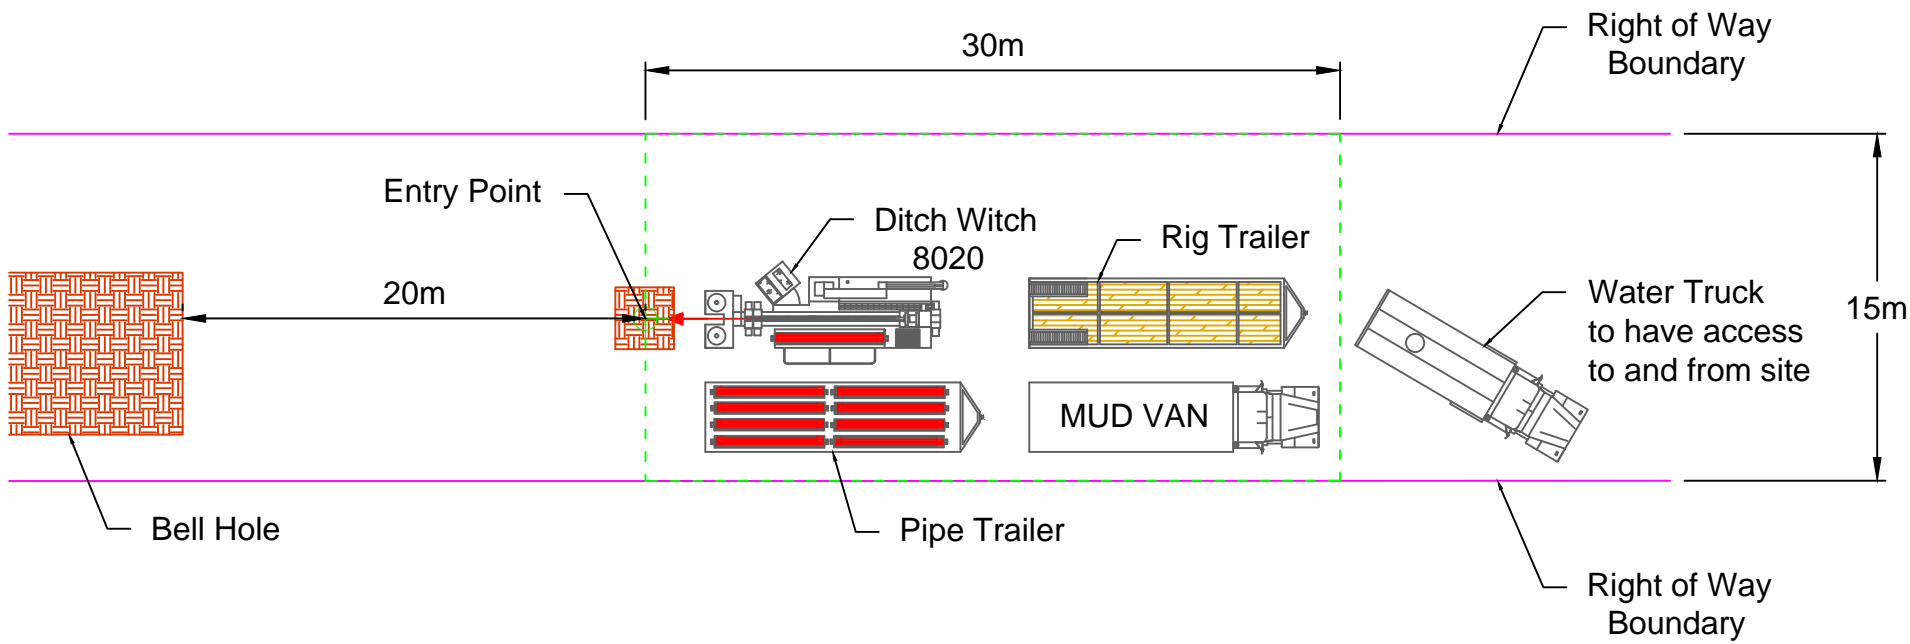 30m
Right of Way
Boundary
Entry Point
Ditch Witch
8020
Rig Trailer
20m
Water Truck
to have access
to and from site
15m
MUD VAN
Bell Hole
Pipe Trailer
Right of Way
Boundary